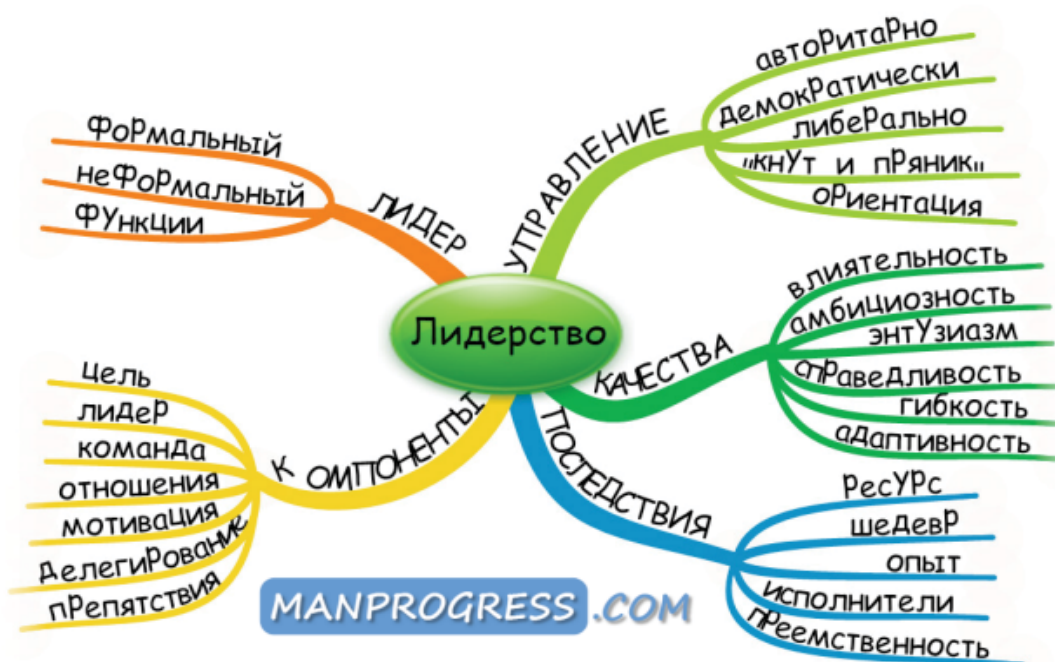 Лидерство
ЛИДЕР
формальный
неформальный
функции
УПРАВЛЕНИЕ
авторитарно
демократически
либерально
„кнут и пряник„
ориентация
КАЧЕСТВА
влиятельность
амбициозность
энтузиазм
справедливость
гибкость
адаптивность
ПОСЛЕДСТВИЯ
ресурс
шедевр
опыт
исполнители
преемственность
КОМПОНЕНТЫ
цель
лидер
команда
отношения
мотивация
делегирование
препятствия
MANPROGRESS.COM